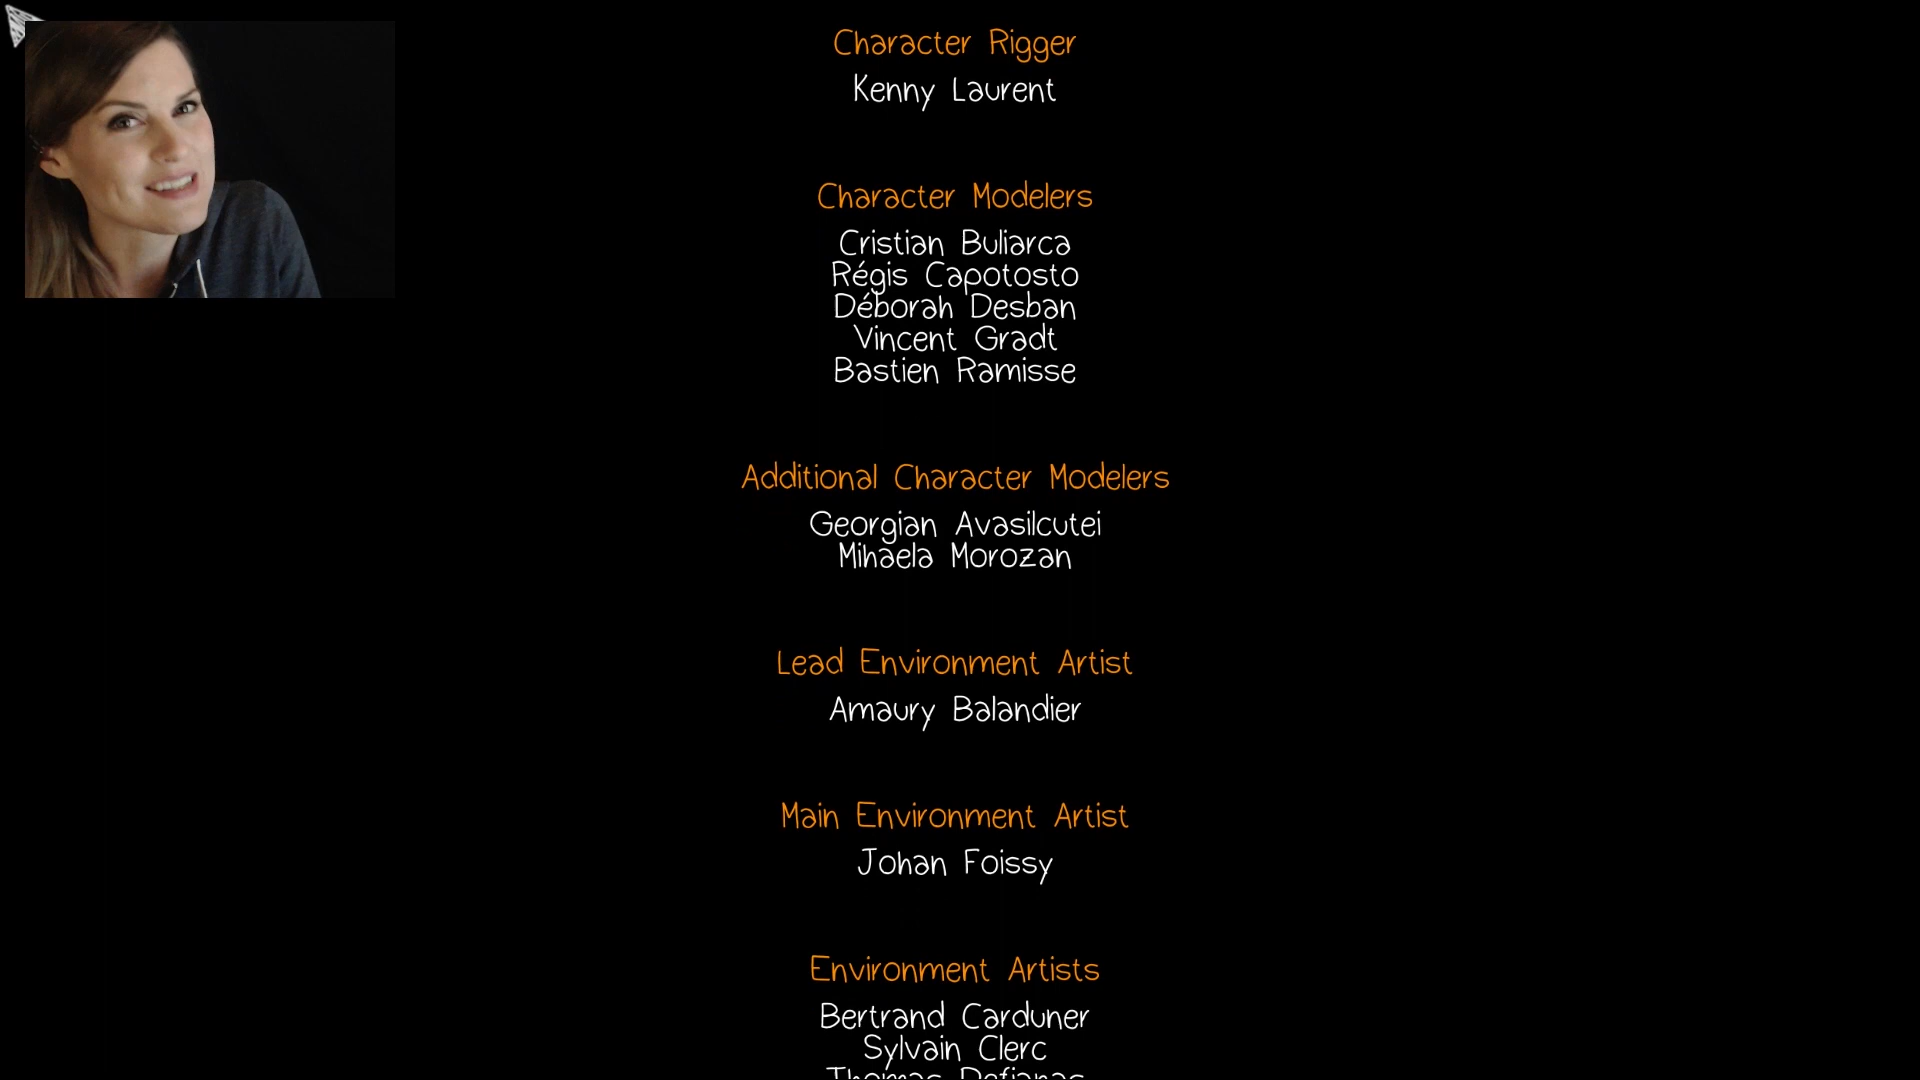 Character Rigger
Kenny Laurent
Character Modelers
Cristian Buliarca
Régis Capotosto
Déborah Desban
Vincent Gradt
Bastien Ramisse
Additional Character Modelers
Georgian Avasilcutei
Mihaela Morozan
Lead Environment Artist
Amaury Balandier
Main Environment Artist
Johan Foissy
Environment Artists
Bertrand Carduner
Sylvain Clerc
Thomas